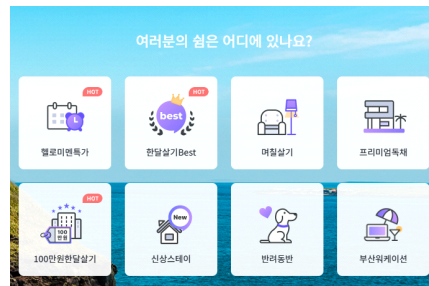 여러분의 쉼은 어디에 있나요?
HOT
헬로미멘특가
HOT
best
한달살기Best
며칠살기
프리미엄독채
HOT
100
만원
100만원한달살기
New
신상스테이
반려동반
부산워케이션